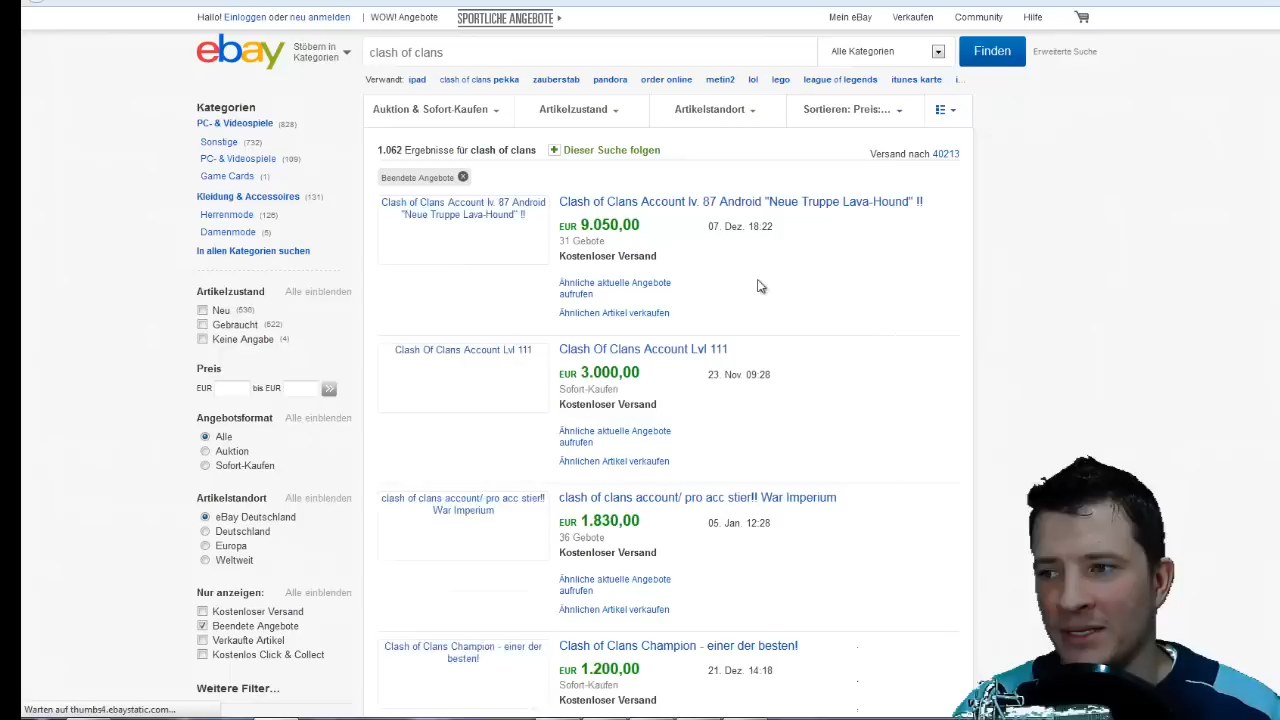 Hallo! Einloggen oder neu anmelden | WOW! Angebote SPORTLICHE ANGEBOTE Mein eBay Verkaufen Community Hilfe
ebay Stöbern in Kategorien clash of clans Alle Kategorien Finden Erweiterte Suche
Verwandt: ipad clash of clans pekka zauberstab pandora order online metin2 lol lego league of legends itunes karte i...
Kategorien
PC- & Videospiele (828)
Sonstige (732)
PC- & Videospiele (109)
Game Cards (1)
Kleidung & Accessoires (131)
Herrenmode (126)
Damenmode (5)
In allen Kategorien suchen
Artikelzustand Alle einblenden
Neu (536)
Gebraucht (522)
Keine Angabe (4)
Preis
EUR bis EUR
Angebotsformat Alle einblenden
Alle
Auktion
Sofort-Kaufen
Artikelstandort Alle einblenden
eBay Deutschland
Deutschland
Europa
Weltweit
Nur anzeigen: Alle einblenden
Kostenloser Versand
Beendete Angebote
Verkaufte Artikel
Kostenlos Click & Collect
Weitere Filter...
Auktion & Sofort-Kaufen Artikelzustand Artikelstandort Sortieren: Preis:...
1.062 Ergebnisse für clash of clans Dieser Suche folgen Versand nach 40213
Beendete Angebote
Clash of Clans Account lv. 87 Android
"Neue Truppe Lava-Hound" !!
Clash of Clans Account lv. 87 Android "Neue Truppe Lava-Hound" !!
EUR 9.050,00 07. Dez. 18:22
31 Gebote
Kostenloser Versand
Ähnliche aktuelle Angebote
aufrufen
Ähnlichen Artikel verkaufen
Clash Of Clans Account Lvl 111
Clash Of Clans Account Lvl 111
EUR 3.000,00 23. Nov. 09:28
Sofort-Kaufen
Kostenloser Versand
Ähnliche aktuelle Angebote
aufrufen
Ähnlichen Artikel verkaufen
clash of clans account/ pro acc stier!!
War Imperium
clash of clans account/ pro acc stier!! War Imperium
EUR 1.830,00 05. Jan. 12:28
36 Gebote
Kostenloser Versand
Ähnliche aktuelle Angebote
aufrufen
Ähnlichen Artikel verkaufen
Clash of Clans Champion - einer der
besten!
Clash of Clans Champion - einer der besten!
EUR 1.200,00 21. Dez. 14:18
Sofort-Kaufen
Kostenloser Versand
Warten auf thumbs4.ebaystatic.com...